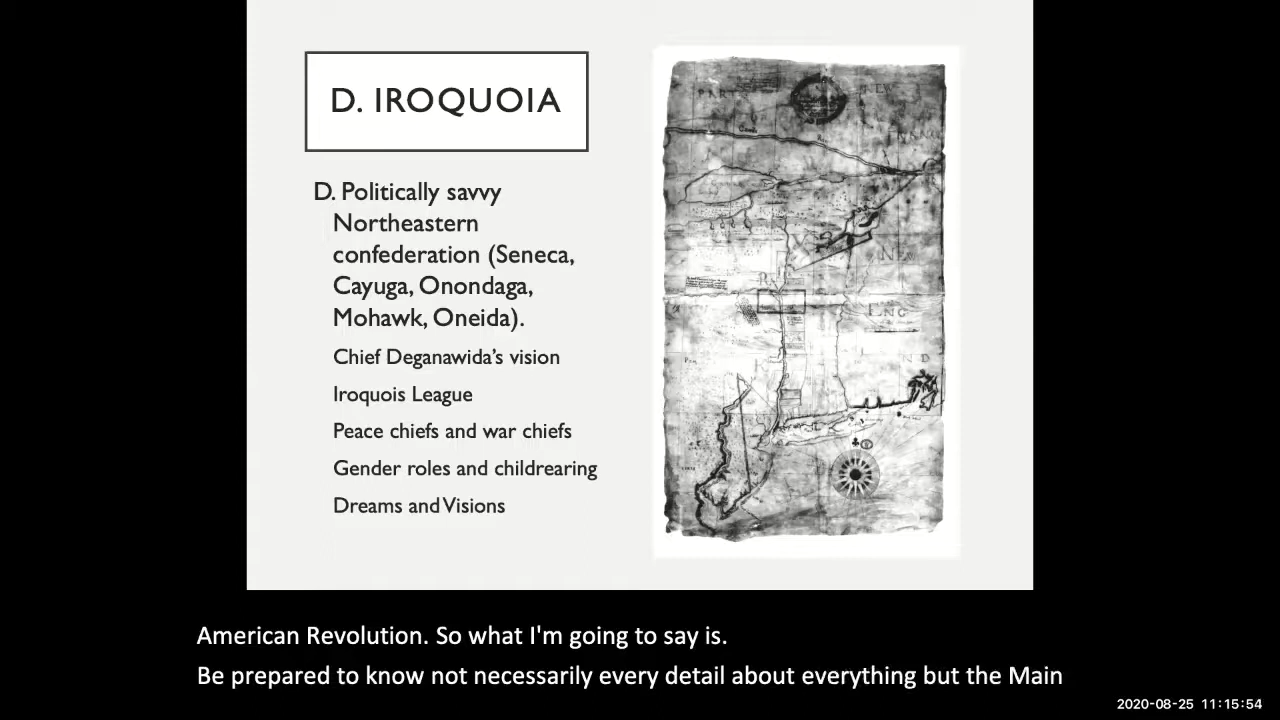 D. IROQUOIA
D. Politically savvy
Northeastern
confederation (Seneca,
Cayuga, Onondaga,
Mohawk, Oneida).
Chief Deganawida's vision
Iroquois League
Peace chiefs and war chiefs
Gender roles and childrearing
Dreams and Visions
American Revolution. So what I'm going to say is.
Be prepared to know not necessarily every detail about everything but the Main
2020-08-25 11:15:54